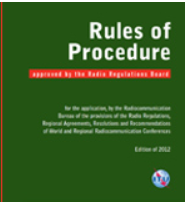 Rules of
Procedure
approved by the Radio Regulations Board
for the application, by the Radiocommunication
Bureau of the provisions of the Radio Regulations,
Regional Agreements, Resolutions and Recommendations
of World and Regional Radiocommunication Conferences
Edition of 2012
ITU